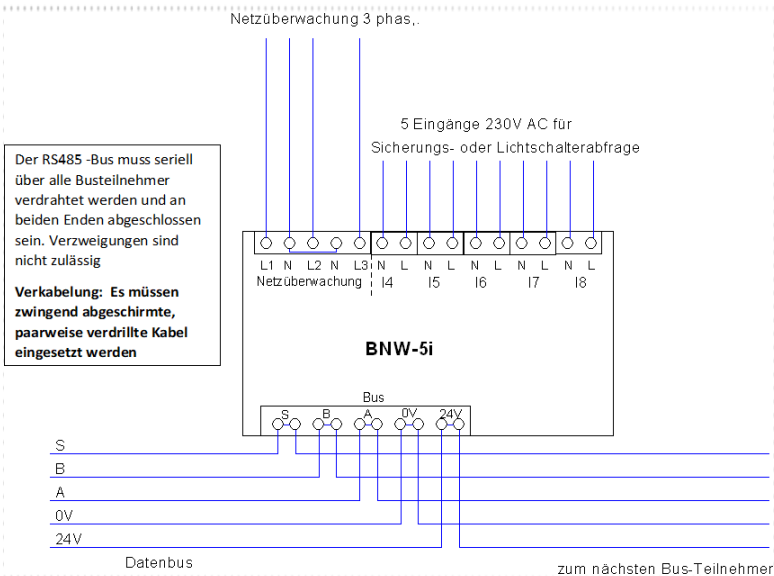 Netzüberwachung 3 phas,.
5 Eingänge 230V AC für
Sicherungs- oder Lichtschalterabfrage
Der RS485 -Bus muss seriell
über alle Busteilnehmer
verdrahtet werden und an
beiden Enden abgeschlossen
sein. Verzweigungen sind
nicht zulässig
Verkabelung: Es müssen
zwingend abgeschirmte,
paarweise verdrillte Kabel
eingesetzt werden
L1 N L2 N L3 N L N L N L N L N L
Netzüberwachung I4 I5 I6 I7 I8
BNW-5i
Bus
S B A 0V 24V
S
B
A
0V
24V
Datenbus
zum nächsten Bus-Teilnehmer